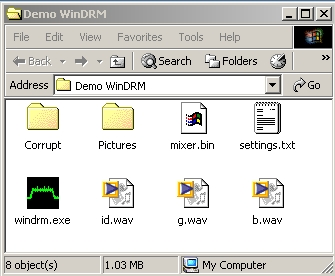 Demo WinDRM
File Edit View Favorites Tools Help
Back Search Folders »
Address Demo WinDRM Go
Corrupt Pictures mixer.bin settings.txt
windrm.exe id.wav g.wav b.wav
8 object(s) 1.03 MB My Computer